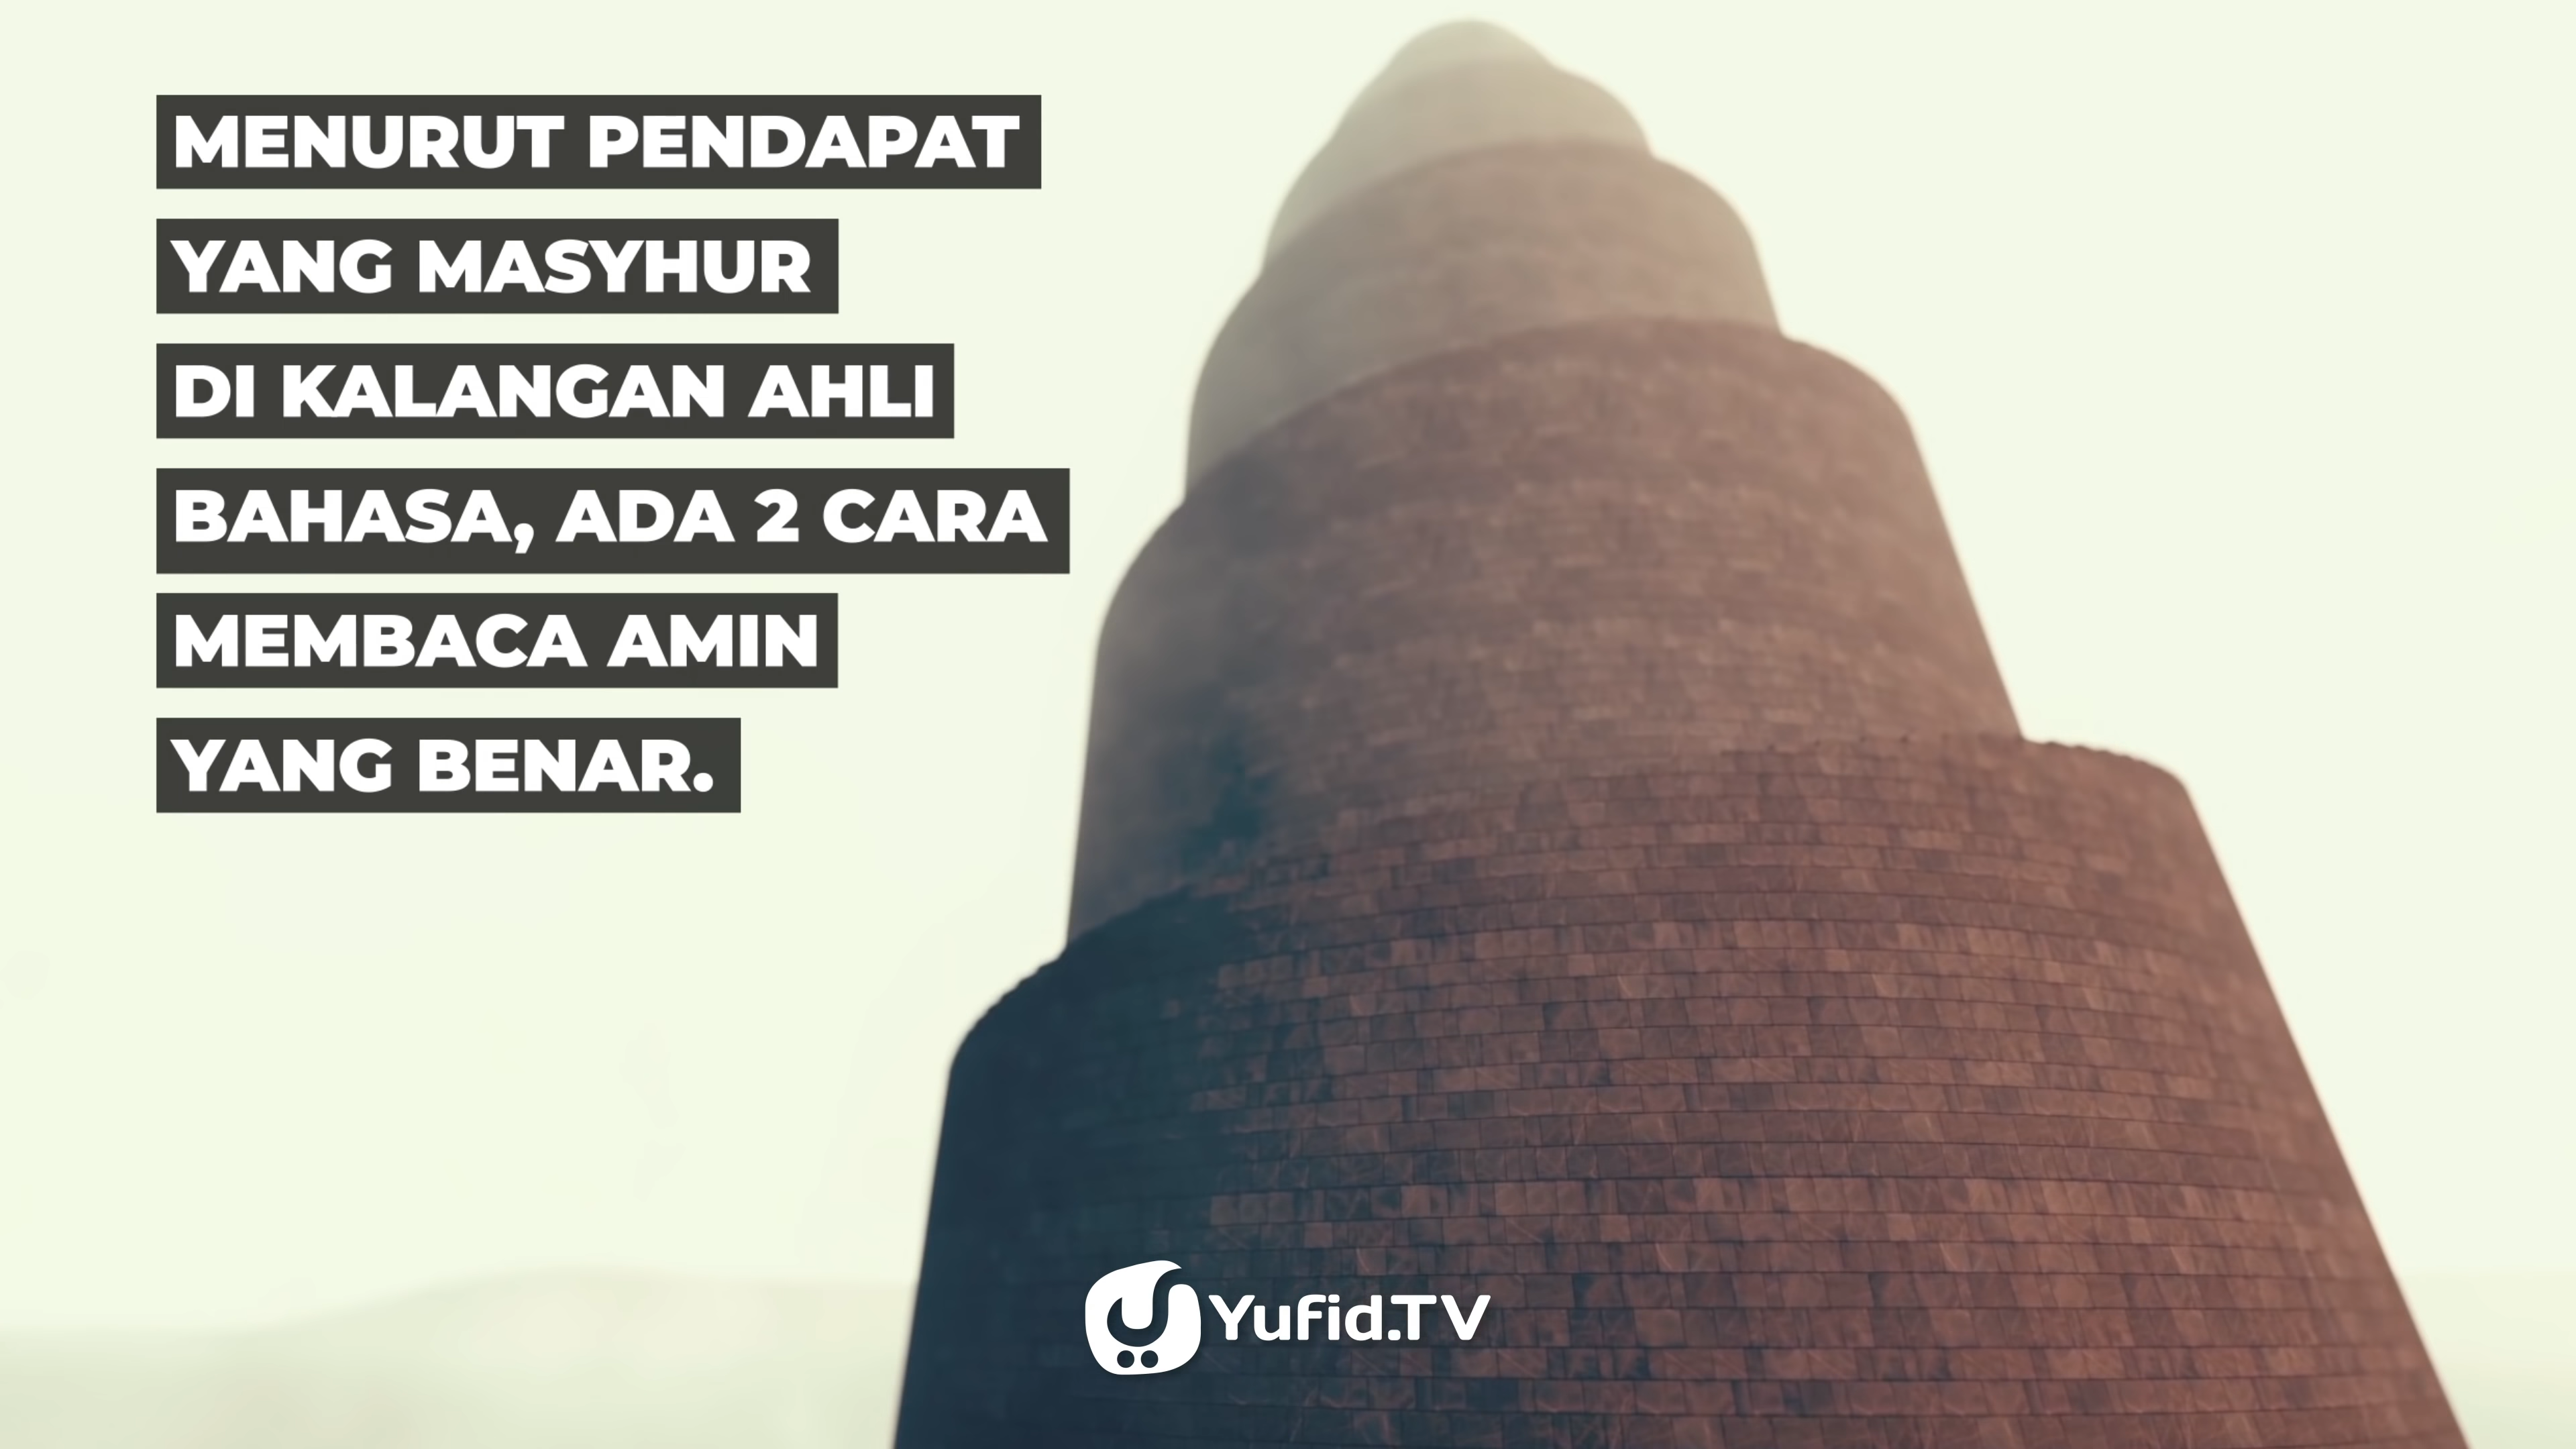 MENURUT PENDAPAT
YANG MASYHUR
DI KALANGAN AHLI
BAHASA, ADA 2 CARA
MEMBACA AMIN
YANG BENAR.
Yufid.TV